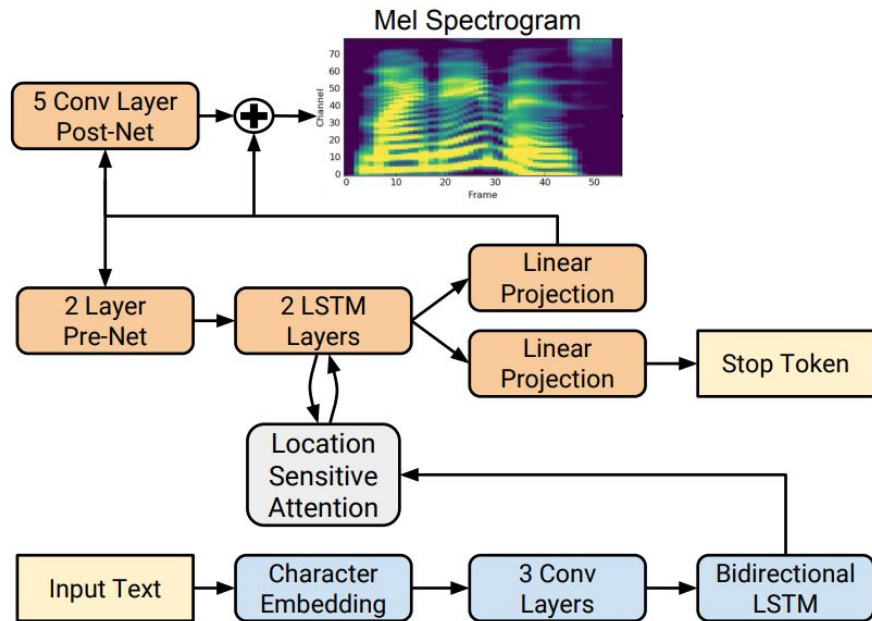 Mel Spectrogram
5 Conv Layer
Post-Net
Channel
70
60
50
40
30
20
10
0
0
10
20
30
40
50
Frame
2 Layer
Pre-Net
2 LSTM
Layers
Linear
Projection
Linear
Projection
Stop Token
Location
Sensitive
Attention
Input Text
Character
Embedding
3 Conv
Layers
Bidirectional
LSTM